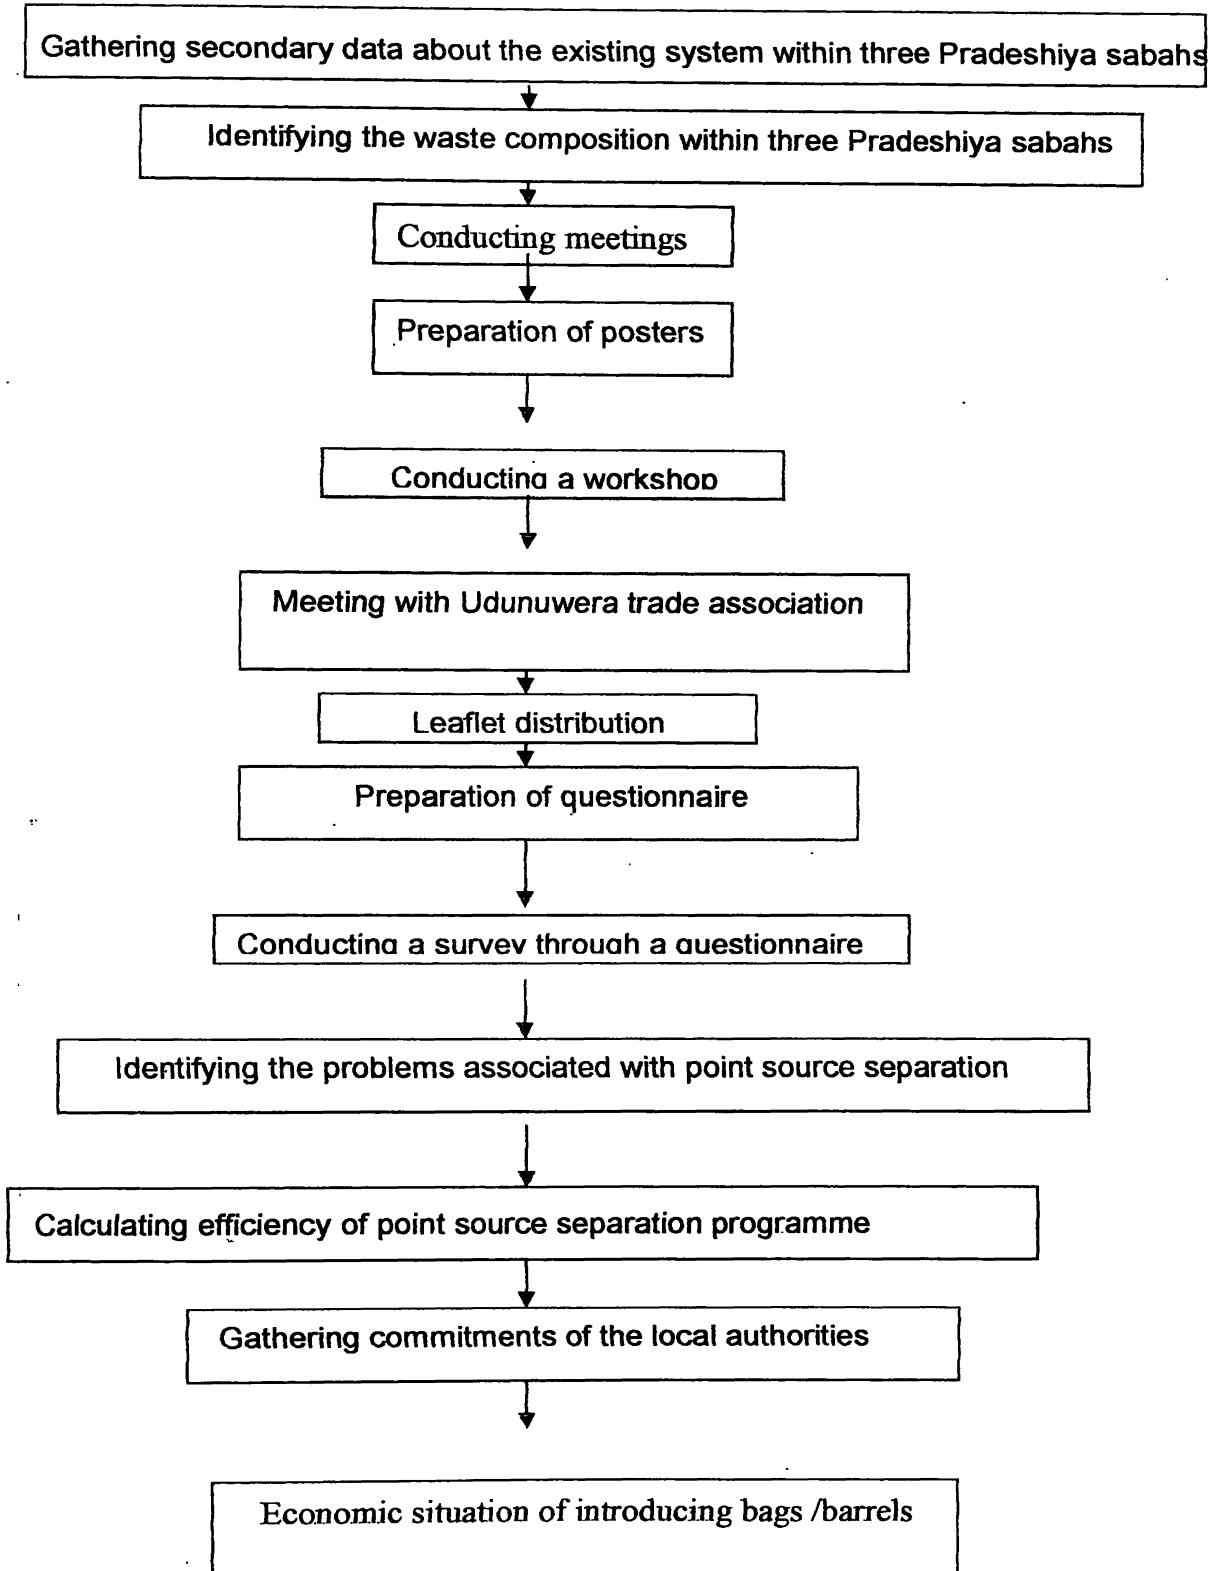 Gathering secondary data about the existing system within three Pradeshiya sabahs
Identifying the waste composition within three Pradeshiya sabahs
Conducting meetings
Preparation of posters
Conducting a workshop
Meeting with Udunuwera trade association
Leaflet distribution
Preparation of questionnaire
Conducting a survey through a questionnaire
Identifying the problems associated with point source separation
Calculating efficiency of point source separation programme
Gathering commitments of the local authorities
Economic situation of introducing bags /barrels